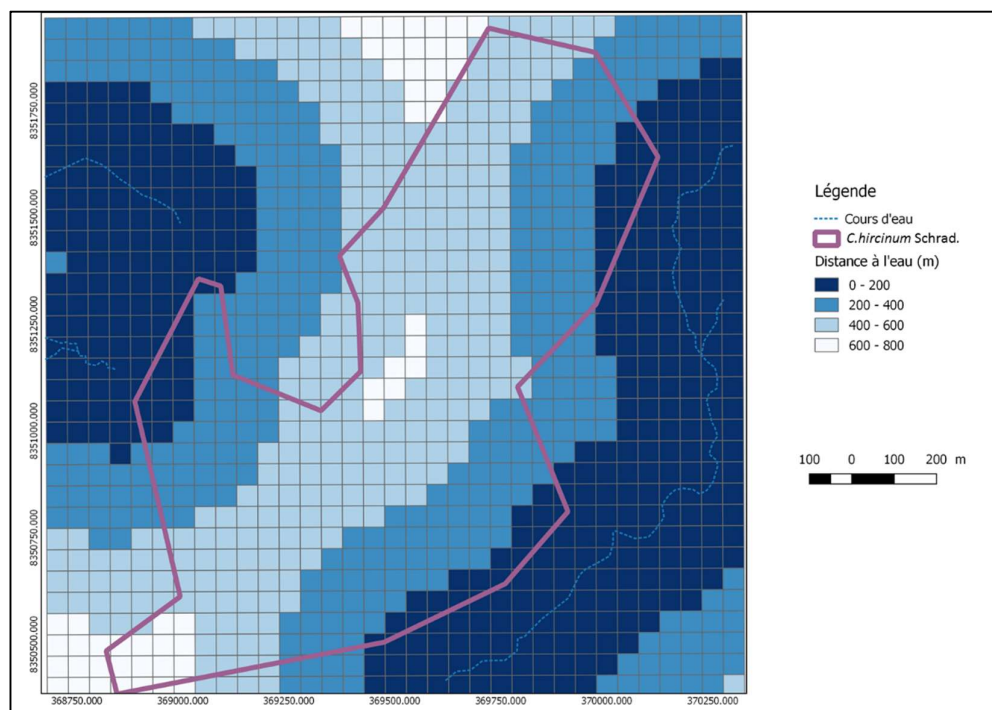 8351750.000
8351500.000
8351250.000
8351000.000
8350750.000
8350500.000
368750.000 369000.000 369250.000 369500.000 369750.000 370000.000 370250.000
Légende
Cours d'eau
C.hircinum Schrad.
Distance à l'eau (m)
0 - 200
200 - 400
400 - 600
600 - 800
100 0 100 200 m